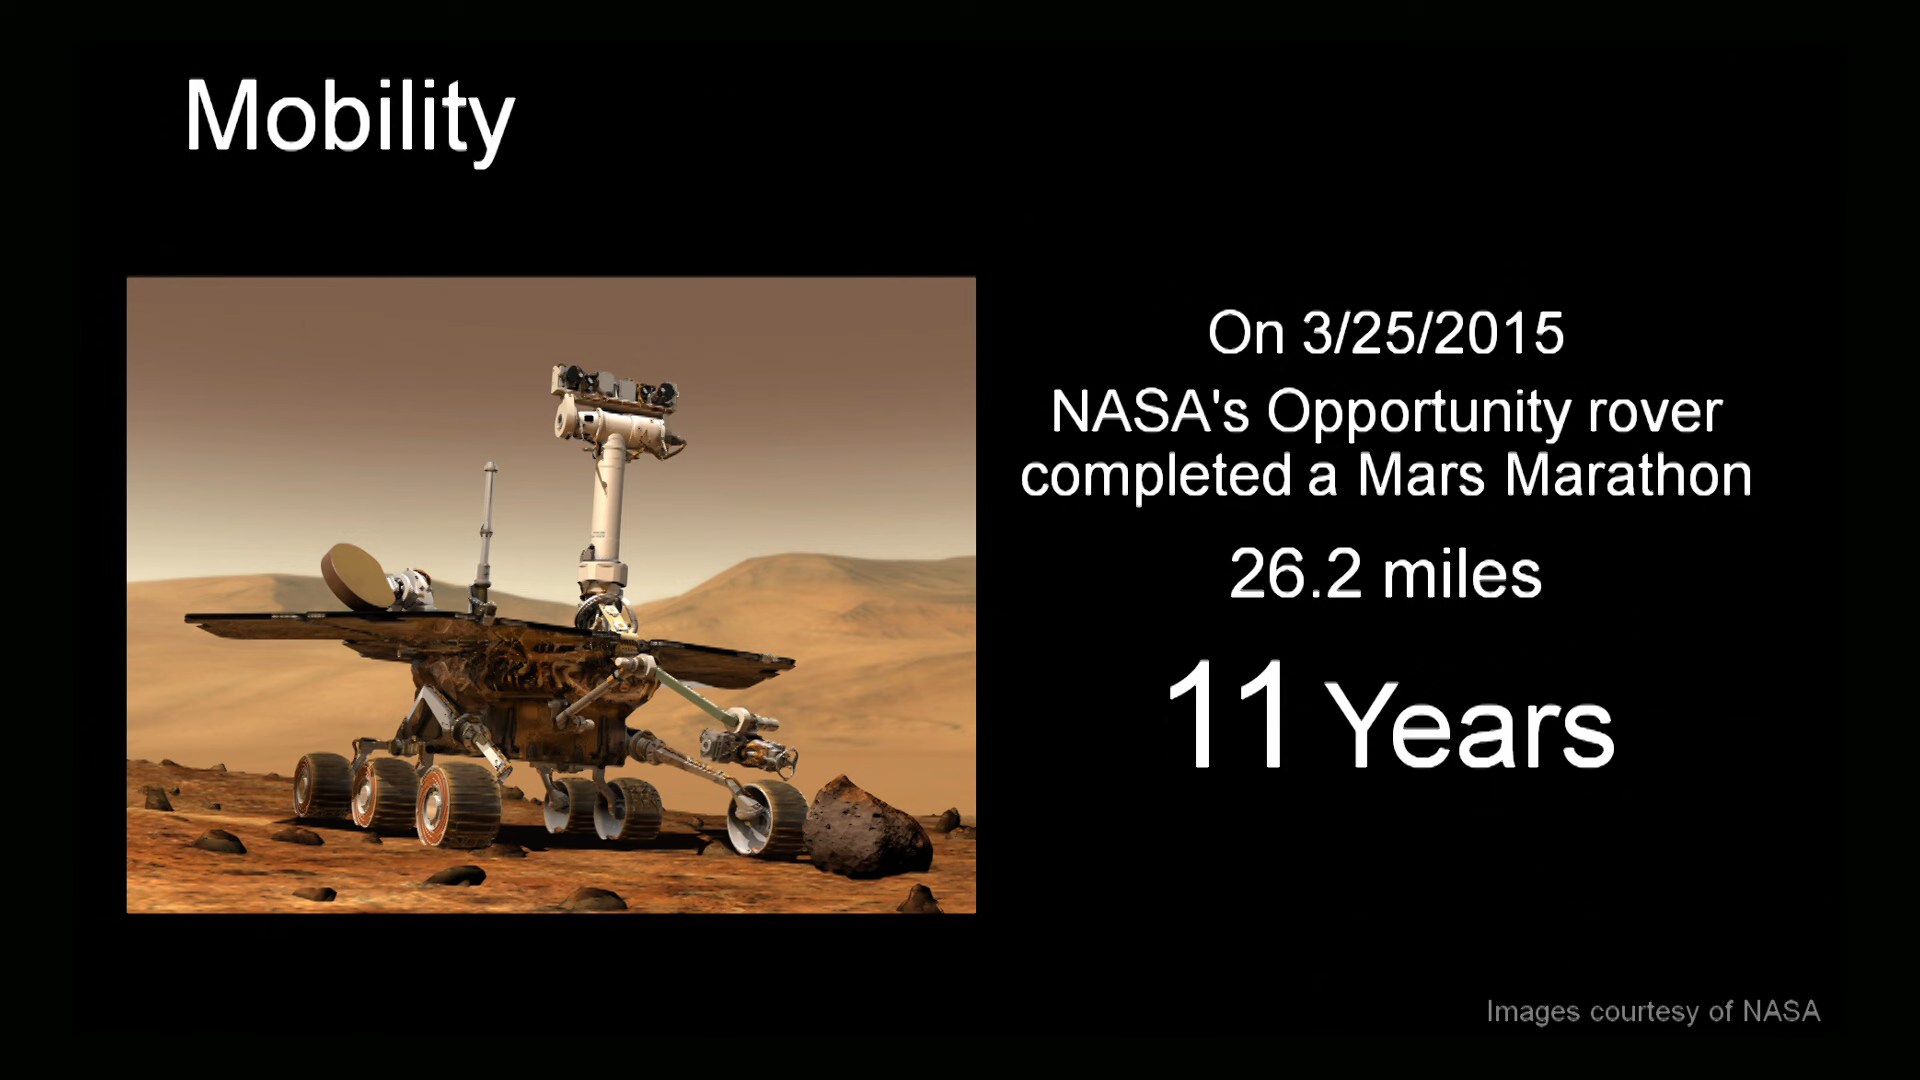 Mobility
On 3/25/2015
NASA's Opportunity rover
completed a Mars Marathon
26.2 miles
11 Years
Images courtesy of NASA